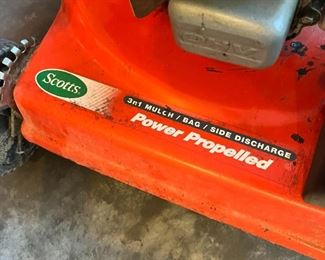 Scotts
3n1 MULCH / BAG / SIDE DISCHARGE
Power Propelled